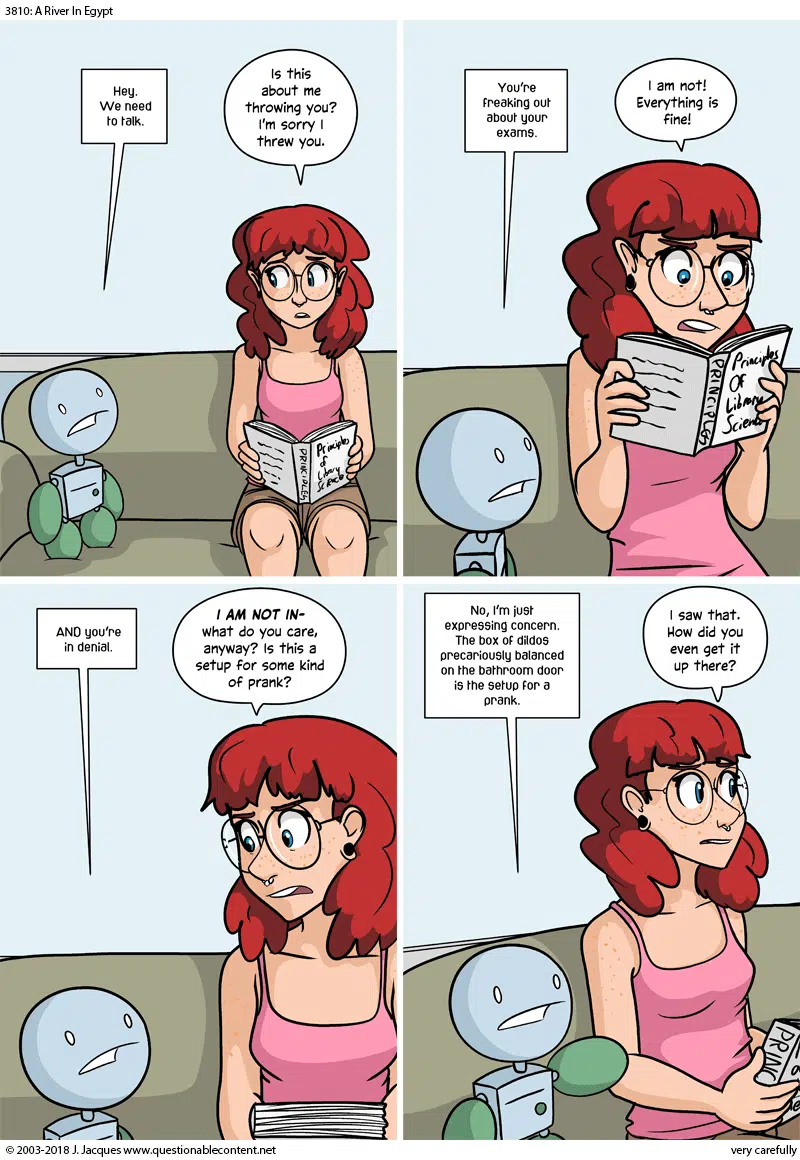 3810: A River In Egypt
Hey.
We need
to talk.
Is this
about me
throwing you?
I'm sorry I
threw you.
PRINCIPLES
Principles
of
Library
Science
You're
freaking out
about your
exams.
I am not!
Everything is
fine!
PRINCIPLES
Principles
Of
Library
Science
AND you're
in denial.
I AM NOT IN-
what do you care,
anyway? Is this a
setup for some kind
of prank?
No, I'm just
expressing concern.
The box of dildos
precariously balanced
on the bathroom door
is the setup for a
prank.
I saw that.
How did you
even get it
up there?
PRINC
© 2003-2018 J. Jacques www.questionablecontent.net
very carefully